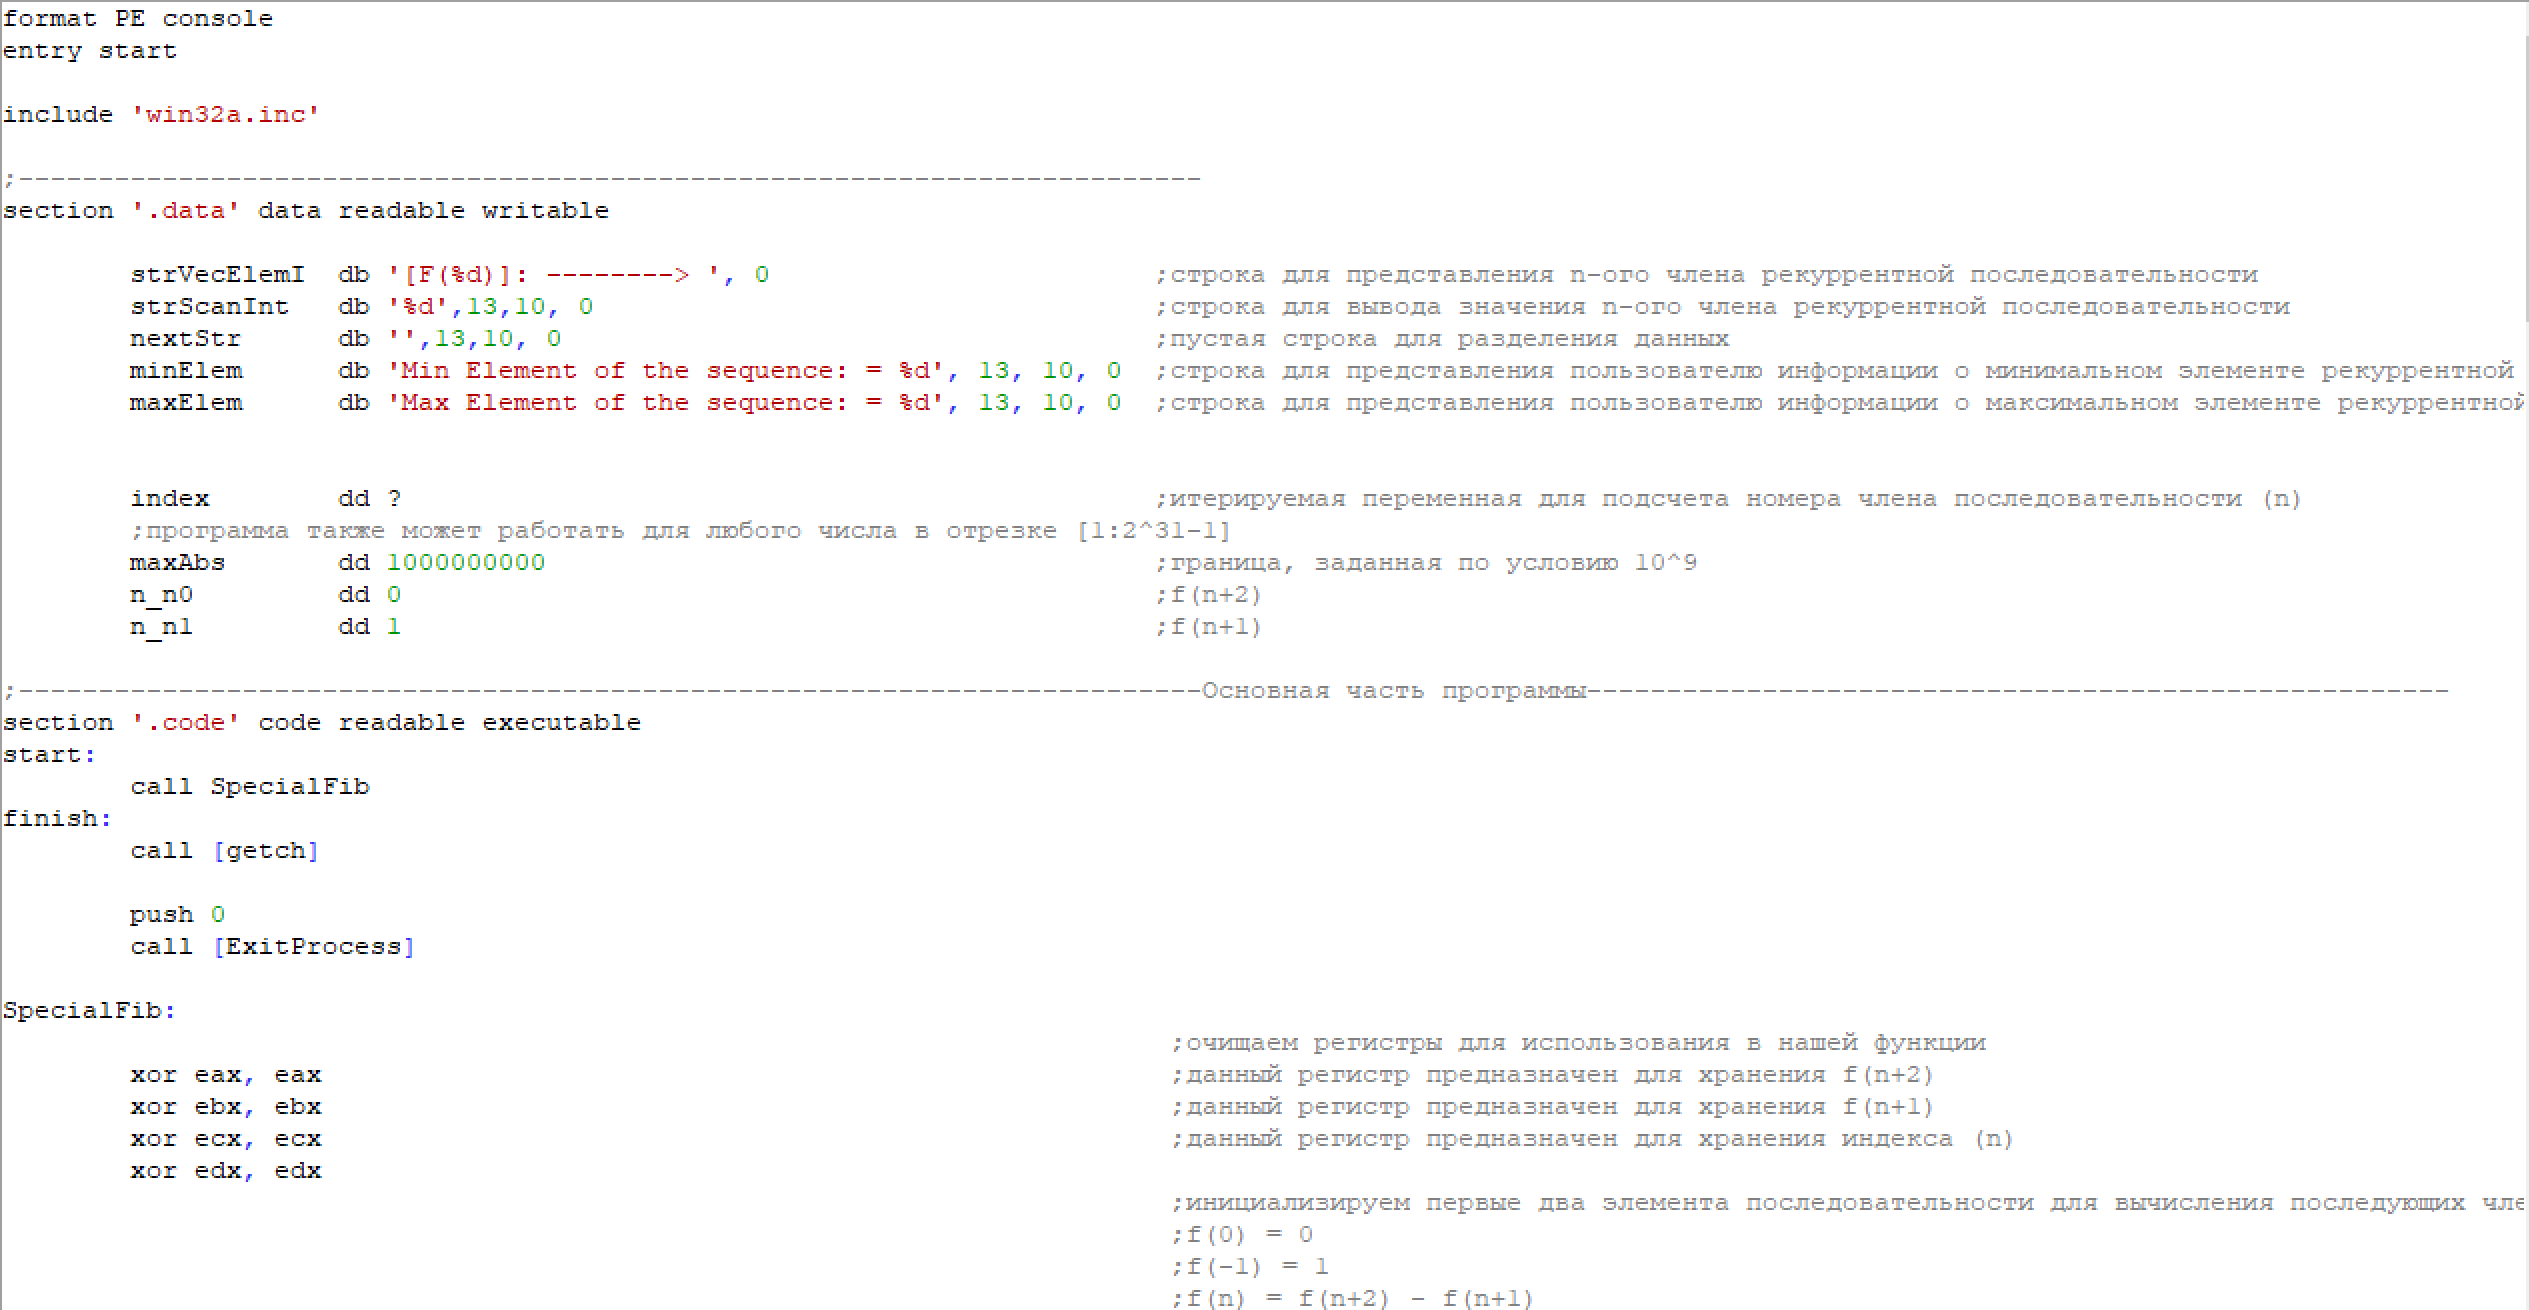 format PE console
entry start
include 'win32a.inc'
;--------------------------------------------------------------------------
section '.data' data readable writable
strVecElemI db '[F(%d)]: --------> ', 0 ;строка для представления n-ого члена рекуррентной последовательности
strScanInt db '%d',13,10, 0 ;строка для вывода значения n-ого члена рекуррентной последовательности
nextStr db '',13,10, 0 ;пустая строка для разделения данных
minElem db 'Min Element of the sequence: = %d', 13, 10, 0 ;строка для представления пользователю информации о минимальном элементе рекуррентной
maxElem db 'Max Element of the sequence: = %d', 13, 10, 0 ;строка для представления пользователю информации о максимальном элементе рекуррентной
index dd ? ;итерируемая переменная для подсчета номера члена последовательности (n)
;программа также может работать для любого числа в отрезке [1:2^31-1]
maxAbs dd 1000000000 ;граница, заданная по условию 10^9
n_n0 dd 0 ;f(n+2)
n_n1 dd 1 ;f(n+1)
;--------------------------------------------------------------------------Основная часть программы------------------------------------------------------
section '.code' code readable executable
start:
call SpecialFib
finish:
call [getch]
push 0
call [ExitProcess]
SpecialFib:
;очищаем регистры для использования в нашей функции
xor eax, eax ;данный регистр предназначен для хранения f(n+2)
xor ebx, ebx ;данный регистр предназначен для хранения f(n+1)
xor ecx, ecx ;данный регистр предназначен для хранения индекса (n)
xor edx, edx
;инициализируем первые два элемента последовательности для вычисления последующих
;f(0) = 0
;f(-1) = 1
;f(n) = f(n+2) - f(n+1)